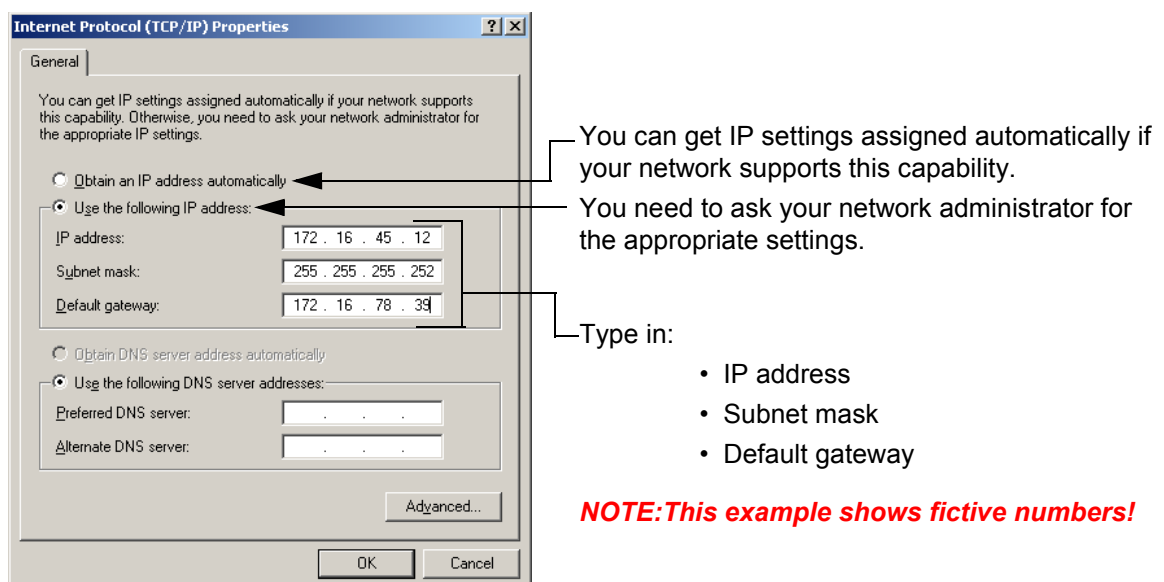 Internet Protocol (TCP/IP) Properties
General
You can get IP settings assigned automatically if your network supports
this capability. Otherwise, you need to ask your network administrator for
the appropriate IP settings.
Obtain an IP address automatically
Use the following IP address:
IP address: 172 . 16 . 45 . 12
Subnet mask: 255 . 255 . 255 . 252
Default gateway: 172 . 16 . 78 . 39
Obtain DNS server address automatically
Use the following DNS server addresses:
Preferred DNS server: . . .
Alternate DNS server: . . .
Advanced...
OK Cancel
You can get IP settings assigned automatically if
your network supports this capability.
You need to ask your network administrator for
the appropriate settings.
Type in:
• IP address
• Subnet mask
• Default gateway
NOTE:This example shows fictive numbers!